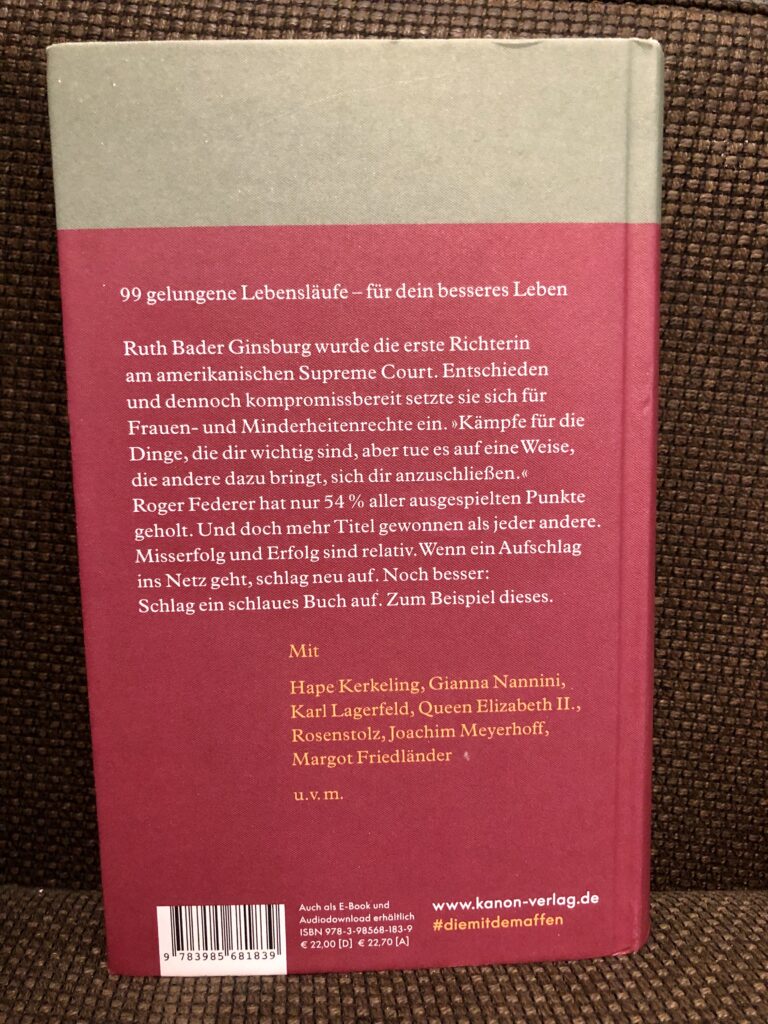 99 gelungene Lebensläufe – für dein besseres Leben
Ruth Bader Ginsburg wurde die erste Richterin
am amerikanischen Supreme Court. Entschieden
und dennoch kompromissbereit setzte sie sich für
Frauen- und Minderheitenrechte ein. »Kämpfe für die
Dinge, die dir wichtig sind, aber tue es auf eine Weise,
die andere dazu bringt, sich dir anzuschließen.«
Roger Federer hat nur 54 % aller ausgespielten Punkte
geholt. Und doch mehr Titel gewonnen als jeder andere.
Misserfolg und Erfolg sind relativ. Wenn ein Aufschlag
ins Netz geht, schlag neu auf. Noch besser:
Schlag ein schlaues Buch auf. Zum Beispiel dieses.
Mit
Hape Kerkeling, Gianna Nannini,
Karl Lagerfeld, Queen Elizabeth II.,
Rosenstolz, Joachim Meyerhoff,
Margot Friedländer
u.v.m.
Auch als E-Book und
Audiodownload erhältlich
ISBN 978-3-98568-183-9
€ 22,00 [D] € 22,70 [A]
9 783985 681839
www.kanon-verlag.de
#diemitdemaffen